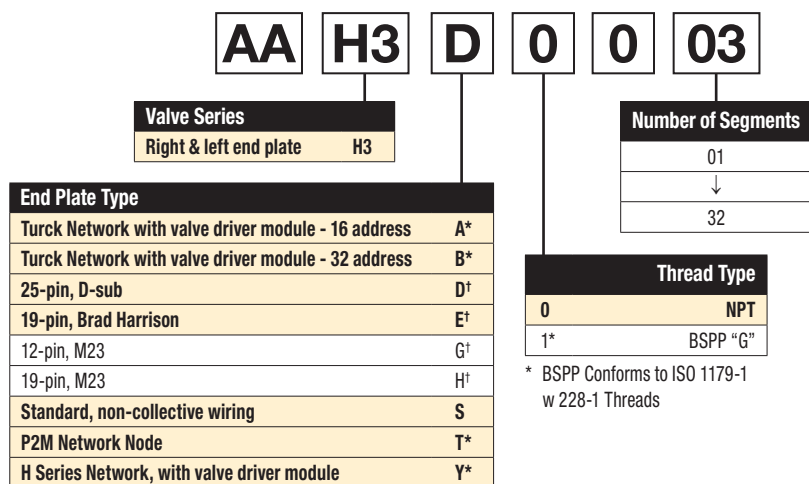 AA H3 D 0 0 03
Valve Series
Right & left end plate H3
Number of Segments
01
↓
32
End Plate Type
Turck Network with valve driver module - 16 address A*
Turck Network with valve driver module - 32 address B*
25-pin, D-sub D†
19-pin, Brad Harrison E†
12-pin, M23 G†
19-pin, M23 H†
Standard, non-collective wiring S
P2M Network Node T*
H Series Network, with valve driver module Y*
Thread Type
0 NPT
1* BSPP “G”
* BSPP Conforms to ISO 1179-1
w 228-1 Threads